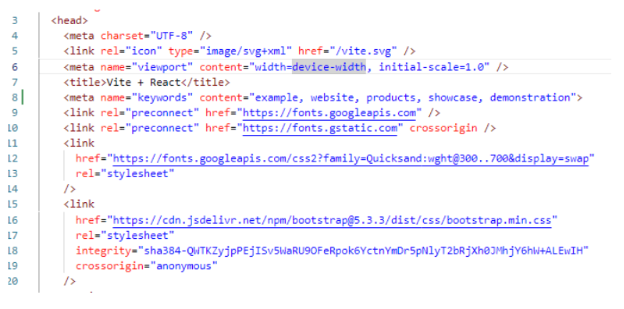 3 <head>
4 <meta charset="UTF-8" />
5 <link rel="icon" type="image/svg+xml" href="/vite.svg" />
6 <meta name="viewport" content="width=device-width, initial-scale=1.0" />
7 <title>Vite + React</title>
8 <meta name="keywords" content="example, website, products, showcase, demonstration">
9 <link rel="preconnect" href="https://fonts.googleapis.com" />
10 <link rel="preconnect" href="https://fonts.gstatic.com" crossorigin />
11 <link
12 href="https://fonts.googleapis.com/css2?family=Quicksand:wght@300..700&display=swap"
13 rel="stylesheet"
14 />
15 <link
16 href="https://cdn.jsdelivr.net/npm/bootstrap@5.3.3/dist/css/bootstrap.min.css"
17 rel="stylesheet"
18 integrity="sha384-QWTKZyjpPEjISv5WaRU9OFeRpok6YctnYmDr5pNlyT2bRjXh0JMhjY6hW+ALEwIH"
19 crossorigin="anonymous"
20 />